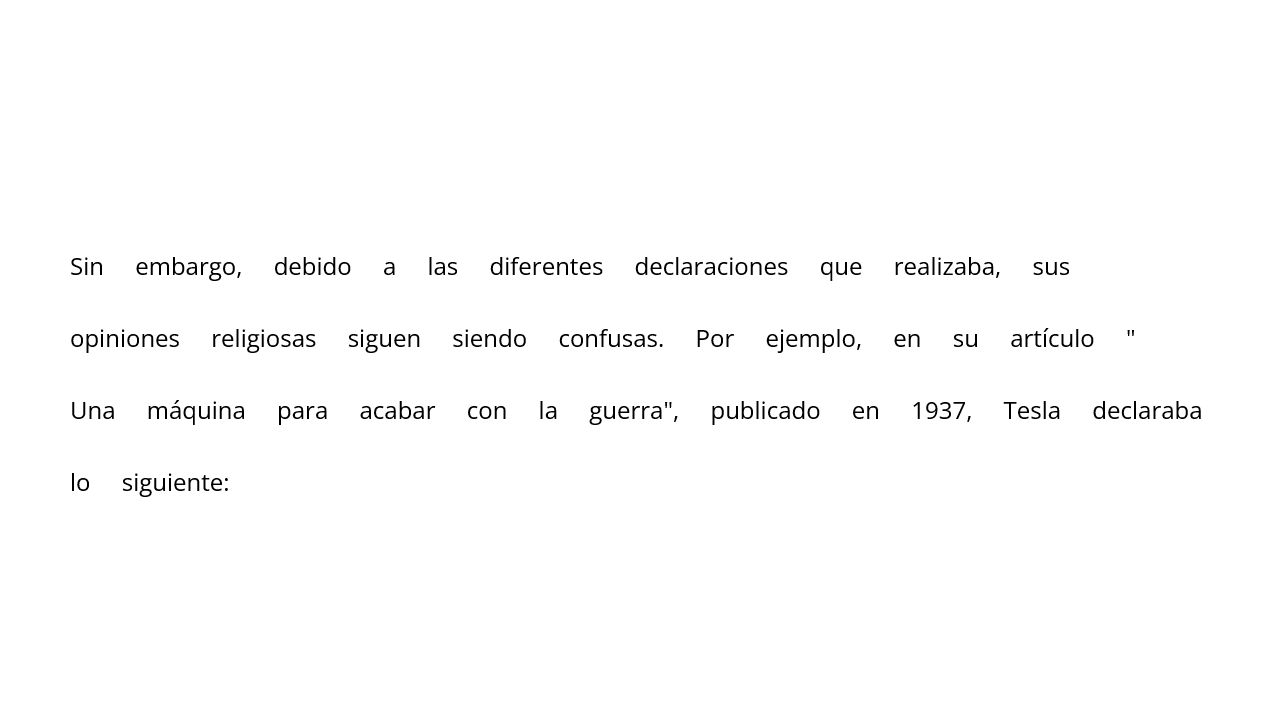 Sin embargo, debido a las diferentes declaraciones que realizaba, sus
opiniones religiosas siguen siendo confusas. Por ejemplo, en su artículo "
Una máquina para acabar con la guerra", publicado en 1937, Tesla declaraba
lo siguiente: